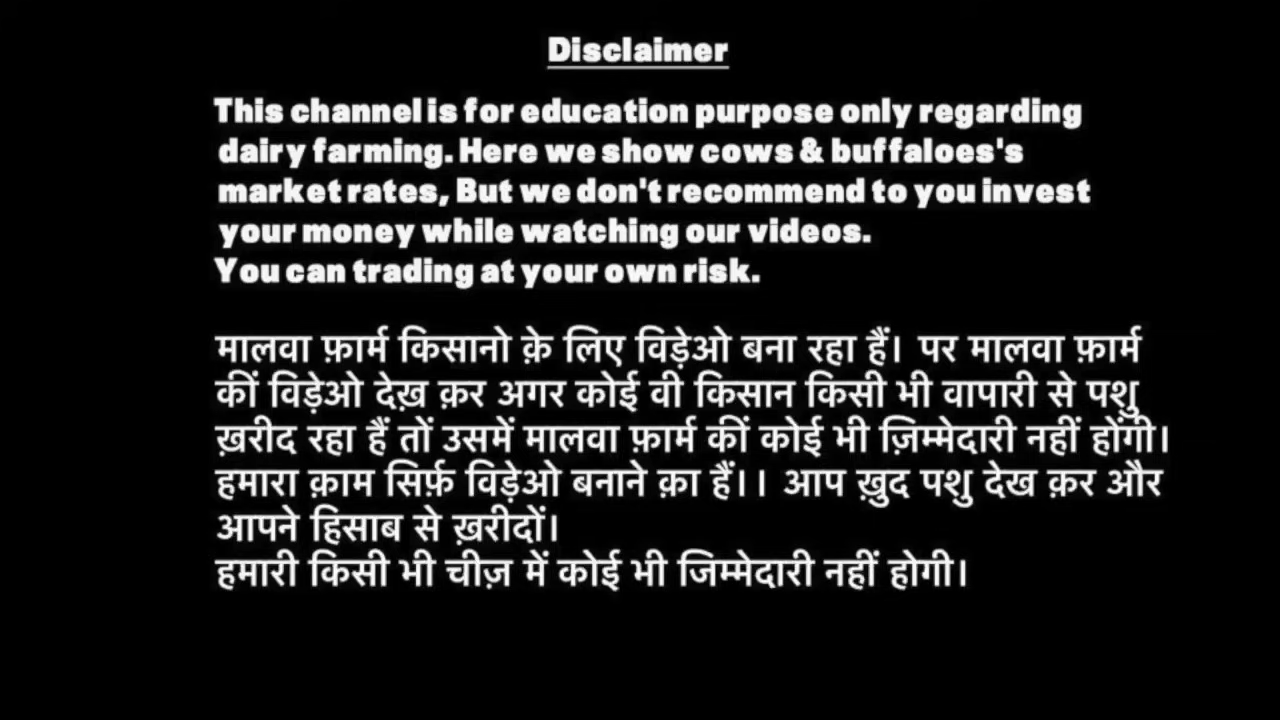 Disclaimer
This channel is for education purpose only regarding
dairy farming. Here we show cows & buffaloes's
market rates, But we don't recommend to you invest
your money while watching our videos.
You can trading at your own risk.
मालवा फ़ार्म किसानो क़े लिए विड़ेओ बना रहा हैं। पर मालवा फ़ार्म
कीं विड़ेओ देख़ क़र अगर कोई वी किसान किसी भी वापारी से पशु
ख़रीद रहा हैं तों उसमें मालवा फ़ार्म कीं कोई भी ज़िम्मेदारी नहीं होंगी।
हमारा क़ाम सिर्फ़ विड़ेओ बनाने क़ा हैं।। आप ख़ुद पशु देख क़र और
आपने हिसाब से ख़रीदों।
हमारी किसी भी चीज़ में कोई भी जिम्मेदारी नहीं होगी।